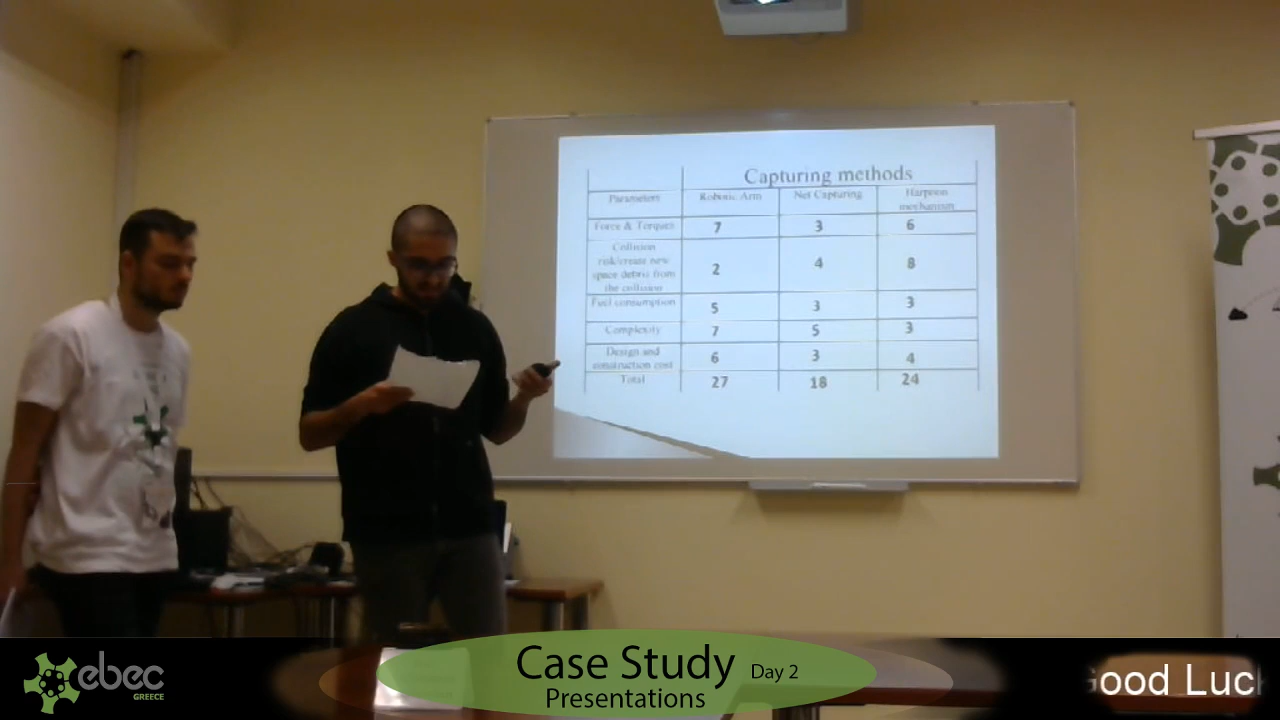 Capturing methods
Parameters Robotic Arm Net Capturing Harpoon
mechanism
Force & Torques 7 3 6
Collision
risk/create new
space debris from
the collision 2 4 8
Fuel consumption 5 3 3
Complexity 7 5 3
Design and
construction cost 6 3 4
Total 27 18 24
ebec
GREECE
Case Study Day 2
Presentations
Good Luck